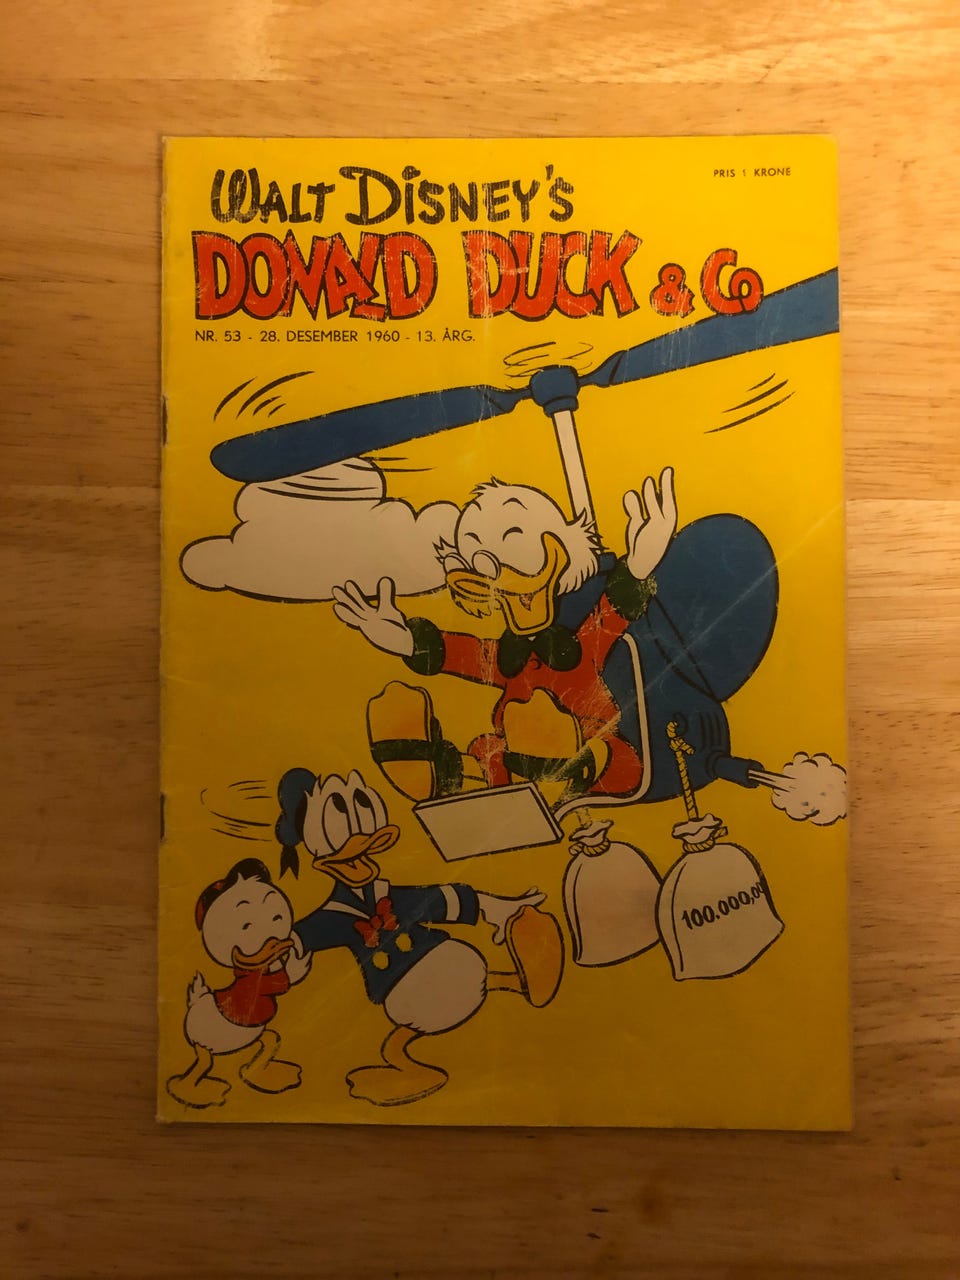 WALT DISNEY'S
PRIS 1 KRONE
DONALD DUCK & Co
NR. 53 - 28. DESEMBER 1960 - 13. ÅRG.
100.000,00